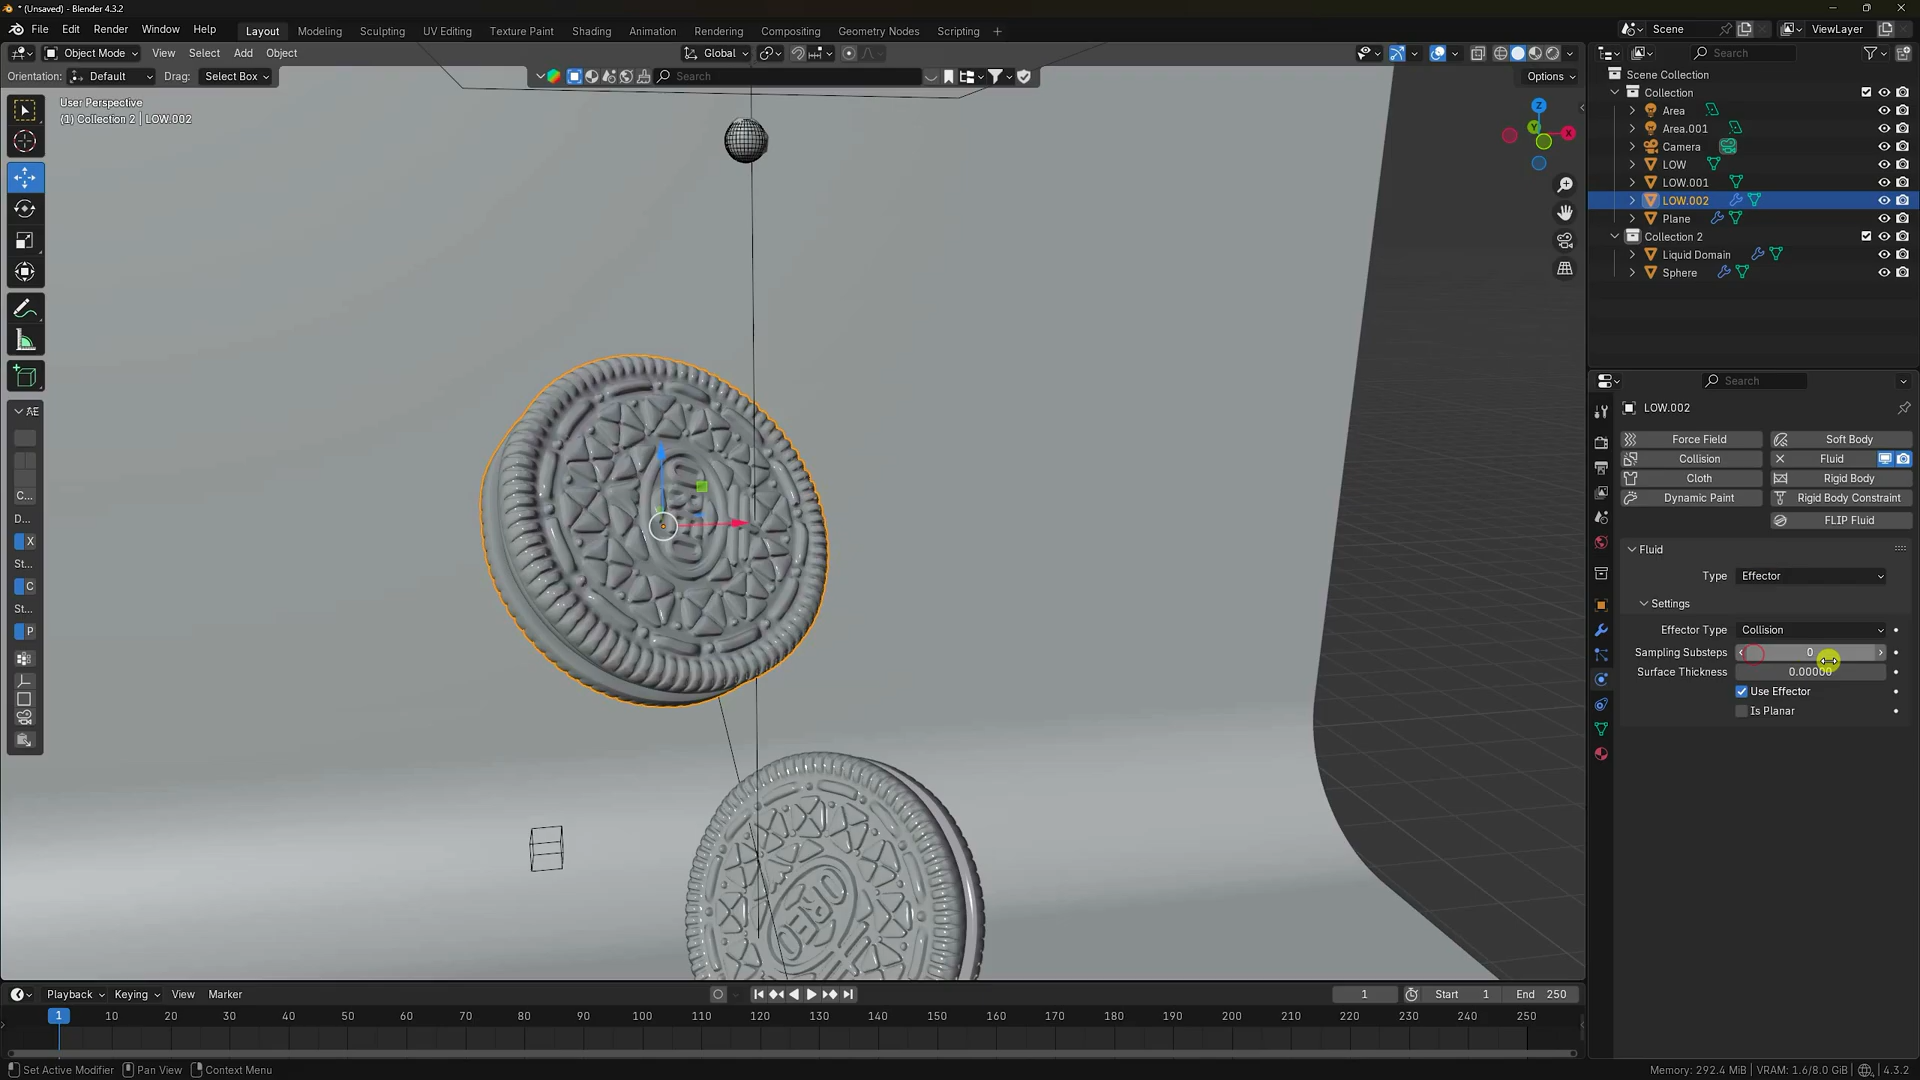 * (Unsaved) - Blender 4.3.2
File Edit Render Window Help
Layout Modeling Sculpting UV Editing Texture Paint Shading Animation Rendering Compositing Geometry Nodes Scripting +
Scene
ViewLayer
Object Mode View Select Add Object
Global
Search
Orientation: Default Drag: Select Box
Search
Options
User Perspective
(1) Collection 2 | LOW.002
Z
Y
X
Scene Collection
Collection
Area
Area.001
Camera
LOW
LOW.001
LOW.002
Plane
Collection 2
Liquid Domain
Sphere
AE
C...
D...
X
St...
C
St...
P
OREO
Search
LOW.002
Force Field Soft Body
Collision Fluid
Cloth Rigid Body
Dynamic Paint Rigid Body Constraint
FLIP Fluid
Fluid
Type Effector
Settings
Effector Type Collision
Sampling Substeps 0
Surface Thickness 0.00000
Use Effector
Is Planar
Playback Keying View Marker
1 Start 1 End 250
1 10 20 30 40 50 60 70 80 90 100 110 120 130 140 150 160 170 180 190 200 210 220 230 240 250
Set Active Modifier Pan View Context Menu
Memory: 292.4 MiB | VRAM: 1.6/8.0 GiB | 4.3.2